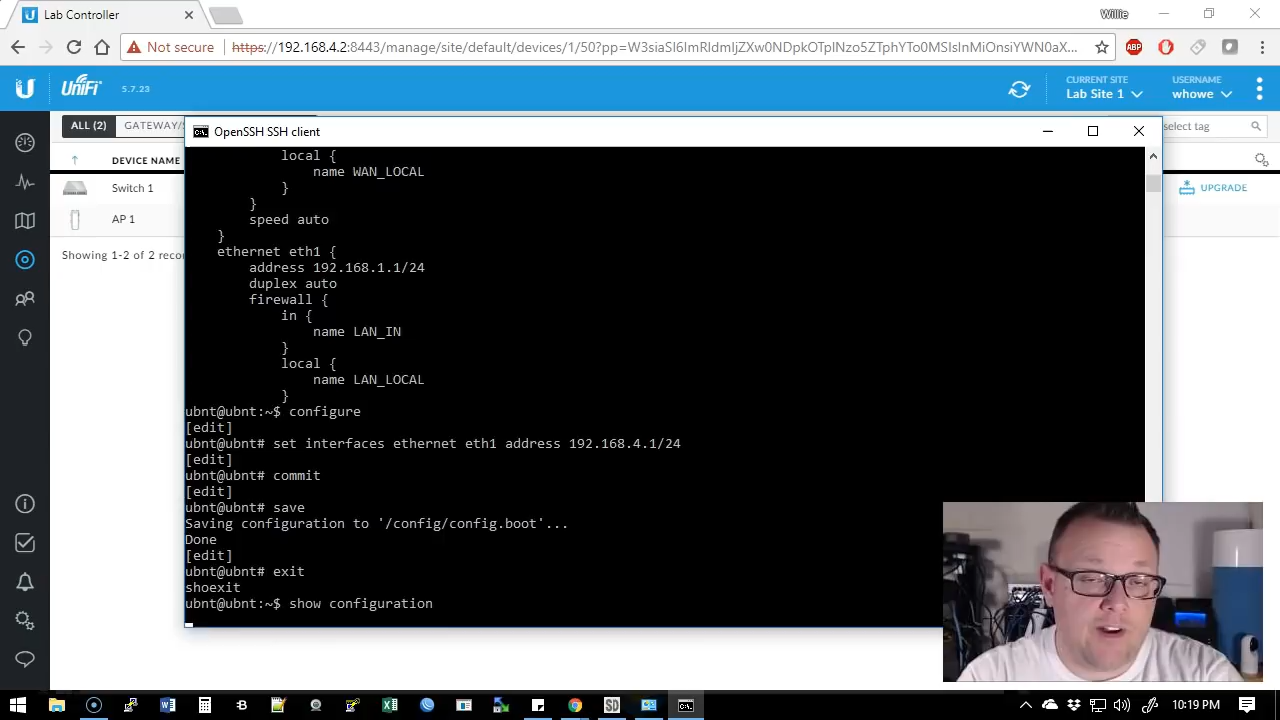 Lab Controller
Willie
Not secure
https://192.168.4.2:8443/manage/site/default/devices/1/50?pp=
ABP
UniFi
5.7.23
CURRENT SITE
Lab Site 1
USERNAME
whowe
ALL (2)
GATEWAY/
select tag
OpenSSH SSH client
DEVICE NAME
Switch 1
UPGRADE
AP 1
Showing 1-2 of 2 reco
local {
name WAN_LOCAL
}
}
speed auto
}
ethernet eth1 {
address 192.168.1.1/24
duplex auto
firewall {
in {
name LAN_IN
}
local {
name LAN_LOCAL
}
ubnt@ubnt:~$ configure
[edit]
ubnt@ubnt# set interfaces ethernet eth1 address 192.168.4.1/24
[edit]
ubnt@ubnt# commit
[edit]
ubnt@ubnt# save
Saving configuration to '/config/config.boot'...
Done
[edit]
ubnt@ubnt# exit
shoexit
ubnt@ubnt:~$ show configuration
10:19 PM